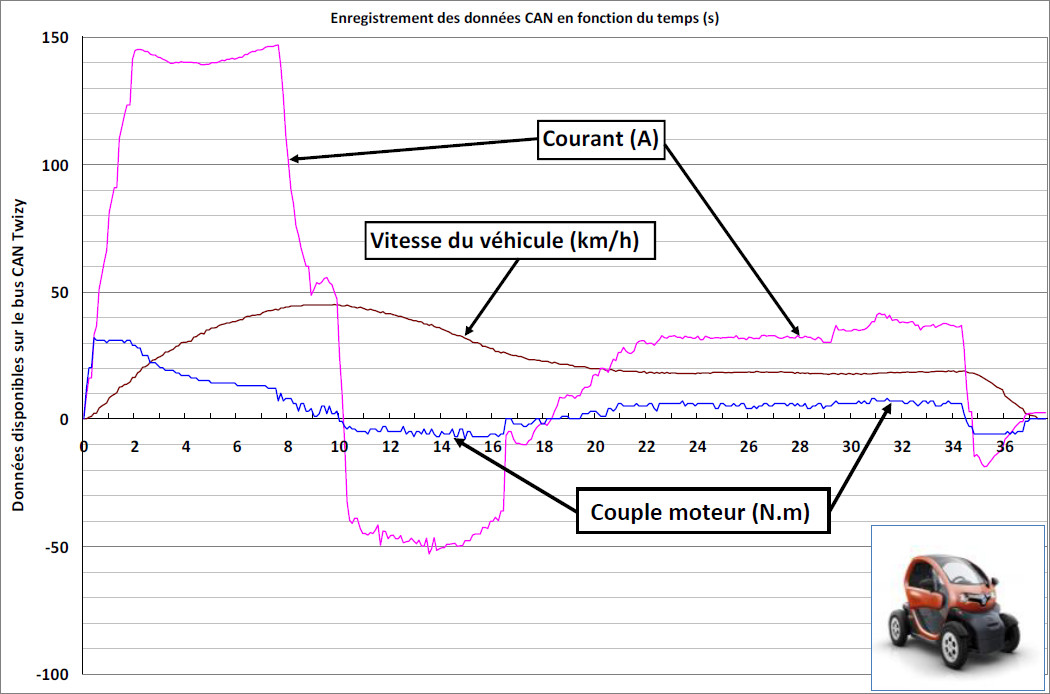 Enregistrement des données CAN en fonction du temps (s)
Données disponibles sur le bus CAN Twizy
150
100
50
0
-50
-100
Courant (A)
Vitesse du véhicule (km/h)
0 2 4 6 8 10 12 14 16 18 20 22 24 26 28 30 32 34 36
Couple moteur (N.m)